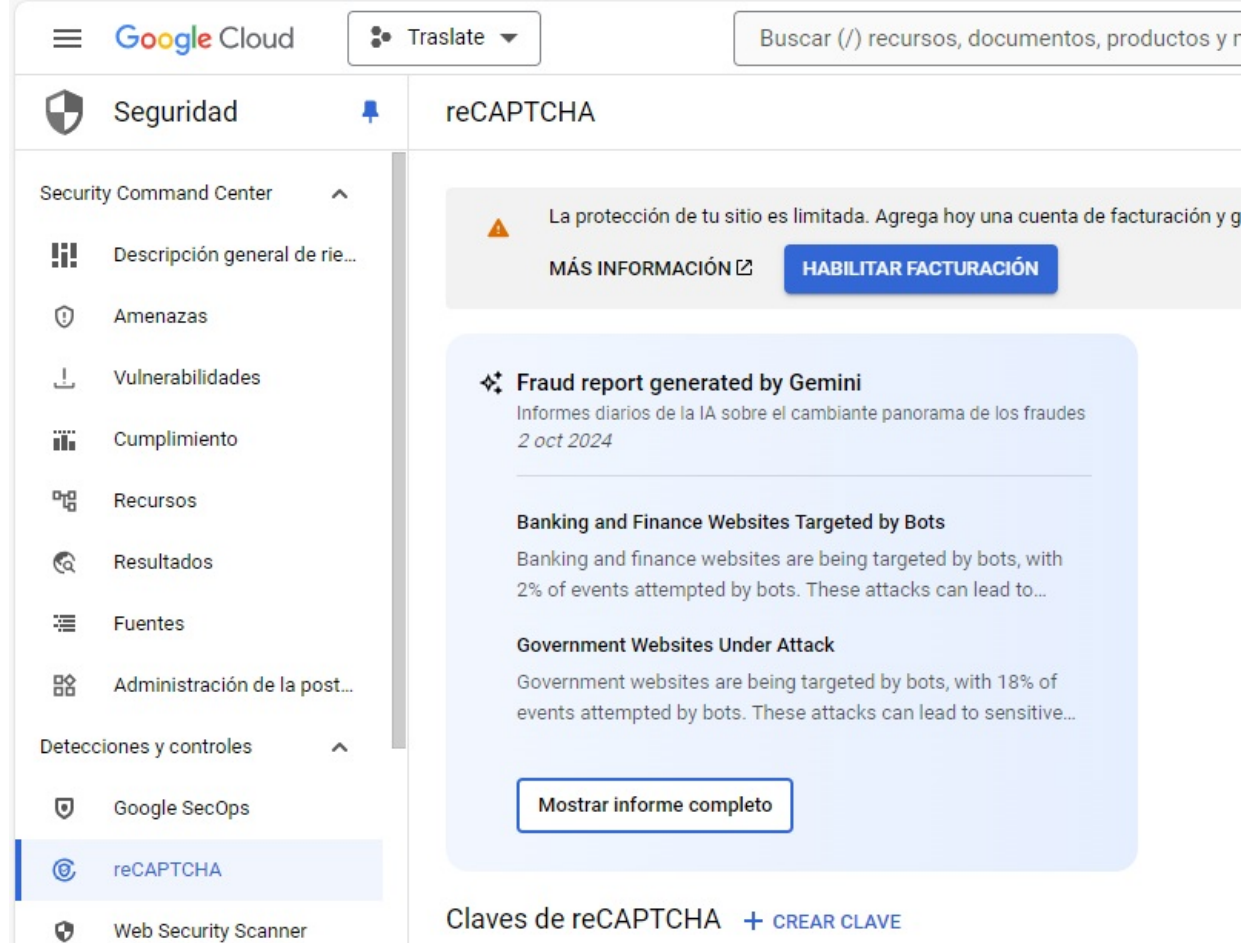 Google Cloud
Traslate
Buscar (/) recursos, documentos, productos y
Seguridad
reCAPTCHA
Security Command Center
Descripción general de rie...
Amenazas
Vulnerabilidades
Cumplimiento
Recursos
Resultados
Fuentes
Administración de la post...
Detecciones y controles
Google SecOps
reCAPTCHA
Web Security Scanner
La protección de tu sitio es limitada. Agrega hoy una cuenta de facturación y g
MÁS INFORMACIÓN
HABILITAR FACTURACIÓN
Fraud report generated by Gemini
Informes diarios de la IA sobre el cambiante panorama de los fraudes
2 oct 2024
Banking and Finance Websites Targeted by Bots
Banking and finance websites are being targeted by bots, with
2% of events attempted by bots. These attacks can lead to...
Government Websites Under Attack
Government websites are being targeted by bots, with 18% of
events attempted by bots. These attacks can lead to sensitive...
Mostrar informe completo
Claves de reCAPTCHA
+ CREAR CLAVE